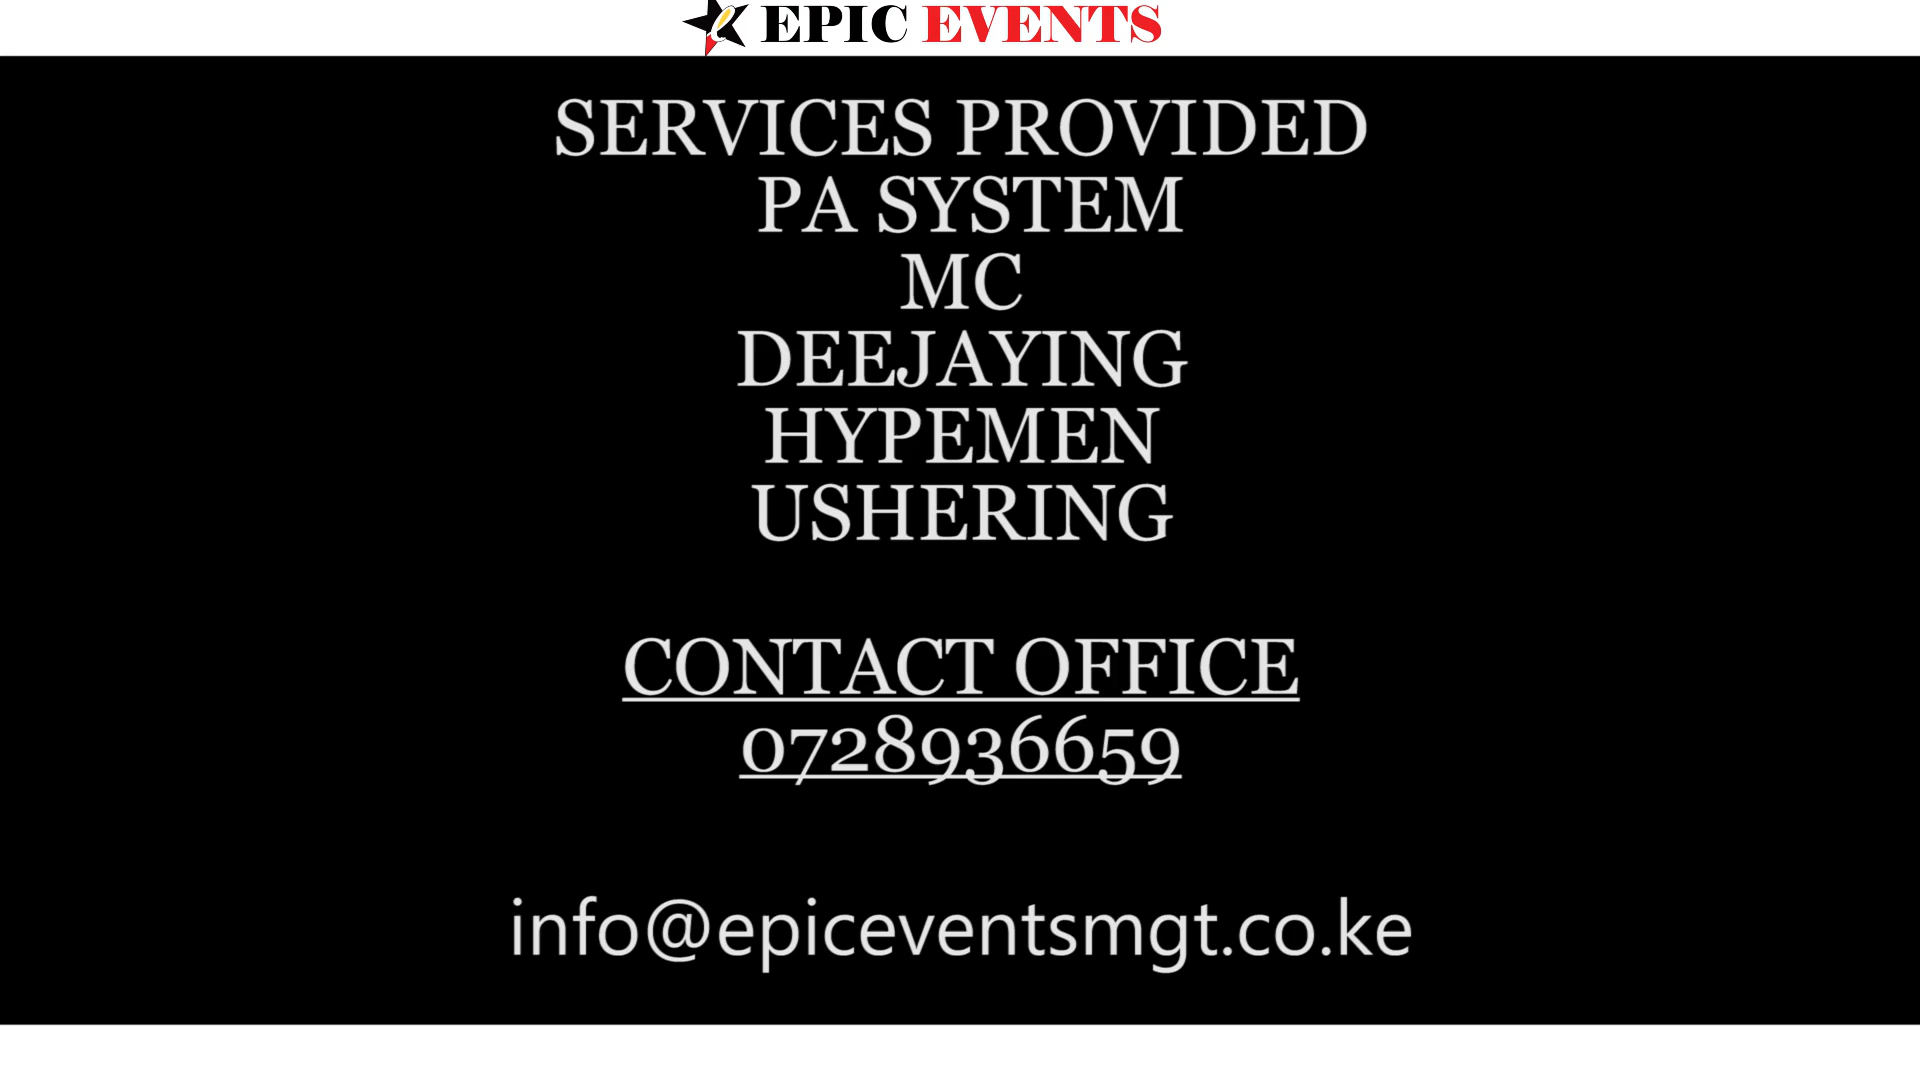 EPIC EVENTS
SERVICES PROVIDED
PA SYSTEM
MC
DEEJAYING
HYPEMEN
USHERING
CONTACT OFFICE
0728936659
info@epiceventsmgt.co.ke